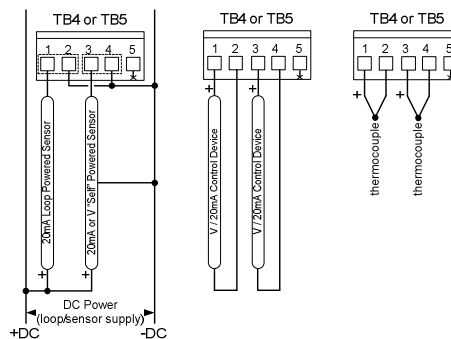 TB4 or TB5
1 2 3 4 5
20mA Loop Powered Sensor
+
20mA or V "Self" Powered Sensor
+
DC Power
(loop/sensor supply)
+DC
-DC
TB4 or TB5
1 2 3 4 5
+
V / 20mA Control Device
+
V / 20mA Control Device
TB4 or TB5
1 2 3 4 5
+
thermocouple
+
thermocouple